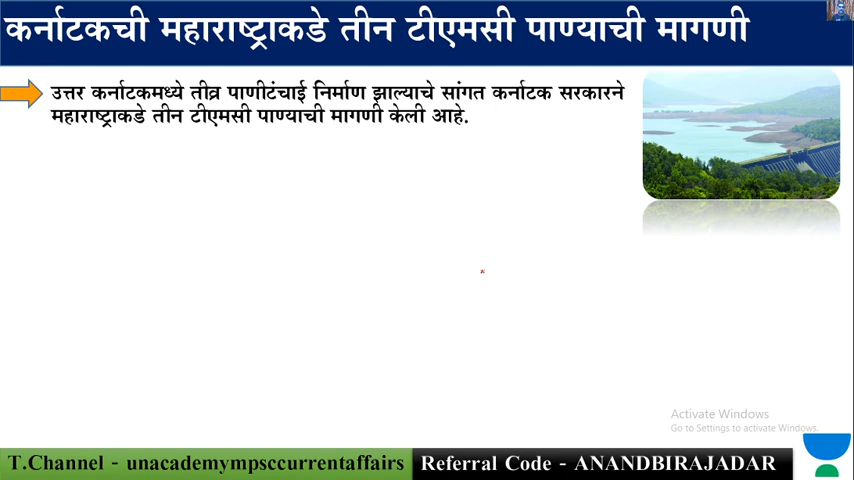 कर्नाटकची महाराष्ट्राकडे तीन टीएमसी पाण्याची मागणी
उत्तर कर्नाटकमध्ये तीव्र पाणीटंचाई निर्माण झाल्याचे सांगत कर्नाटक सरकारने
महाराष्ट्राकडे तीन टीएमसी पाण्याची मागणी केली आहे.
Activate Windows
Go to Settings to activate Windows.
T.Channel - unacademympsccurrentaffairs
Referral Code - ANANDBIRAJADAR